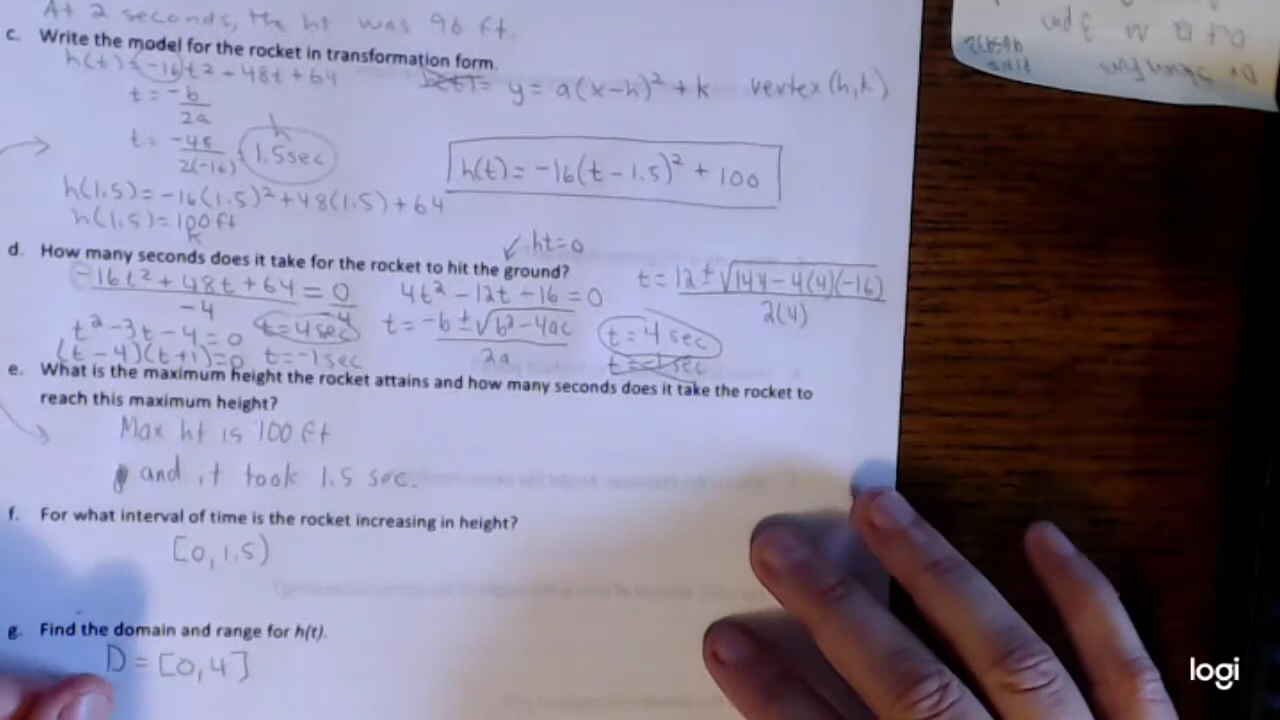 At 2 seconds, the ht was 96 ft.
c. Write the model for the rocket in transformation form.
h(t) = -16t² + 48t + 64
y = a(x-h)² + k vertex (h,k)
t = -b/2a
h
t = -48/2(-16) 1.5sec
h(t) = -16(t - 1.5)² + 100
h(1.5) = -16(1.5)² + 48(1.5) + 64
h(1.5) = 100 ft
k
d. How many seconds does it take for the rocket to hit the ground?
ht = 0
-16t² + 48t + 64 = 0
-4
4t² - 12t - 16 = 0
t = 12 ± √144 - 4(4)(-16)
2(4)
t² - 3t - 4 = 0 t = 4 sec
t = -b ± √b² - 4ac
2a
t = 4 sec
(t - 4)(t + 1) = 0 t = -1 sec
t = -1 sec
e. What is the maximum height the rocket attains and how many seconds does it take the rocket to
reach this maximum height?
Max ht is 100 ft
and it took 1.5 sec.
f. For what interval of time is the rocket increasing in height?
[0, 1.5)
g. Find the domain and range for h(t).
D = [0, 4]
logi